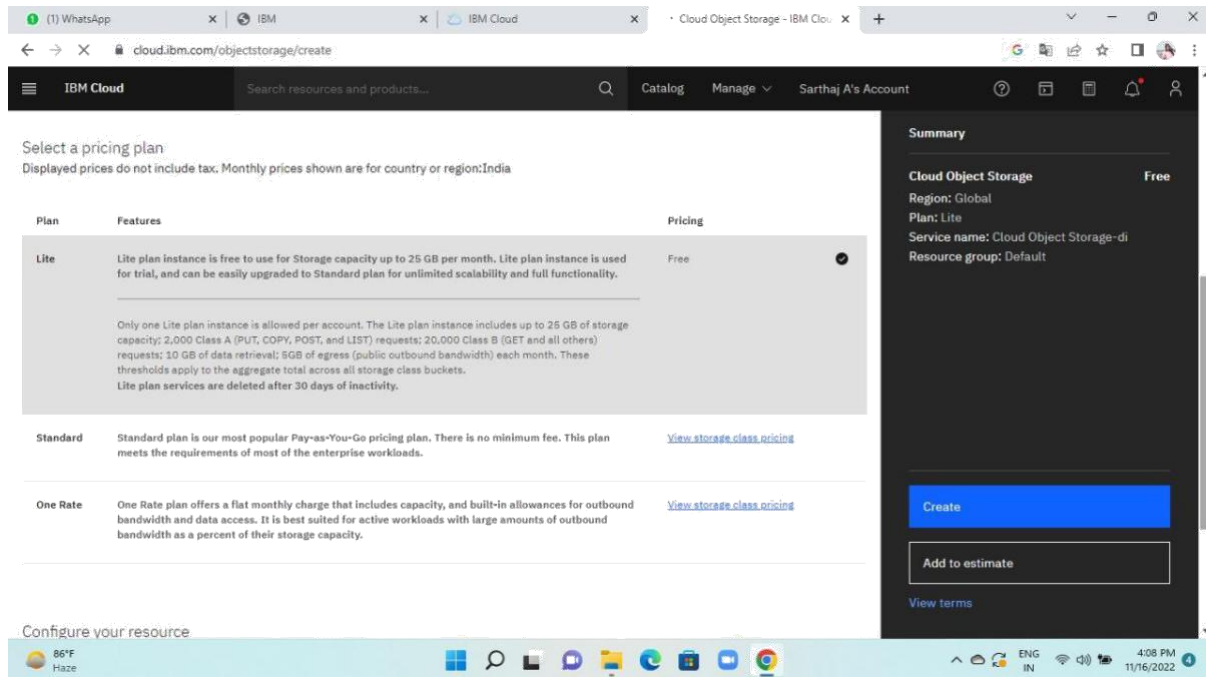 (1) WhatsApp
IBM
IBM Cloud
Cloud Object Storage - IBM Clou
cloud.ibm.com/objectstorage/create
IBM Cloud
Search resources and products...
Catalog
Manage
Sarthaj A's Account
Select a pricing plan
Displayed prices do not include tax. Monthly prices shown are for country or region:India
Plan Features Pricing
Lite
Lite plan instance is free to use for Storage capacity up to 25 GB per month. Lite plan instance is used
for trial, and can be easily upgraded to Standard plan for unlimited scalability and full functionality.
Free
Only one Lite plan instance is allowed per account. The Lite plan instance includes up to 25 GB of storage
capacity; 2,000 Class A (PUT, COPY, POST, and LIST) requests; 20,000 Class B (GET and all others)
requests; 10 GB of data retrieval; 5GB of egress (public outbound bandwidth) each month. These
thresholds apply to the aggregate total across all storage class buckets.
Lite plan services are deleted after 30 days of inactivity.
Standard
Standard plan is our most popular Pay-as-You-Go pricing plan. There is no minimum fee. This plan
meets the requirements of most of the enterprise workloads.
View storage class pricing
One Rate
One Rate plan offers a flat monthly charge that includes capacity, and built-in allowances for outbound
bandwidth and data access. It is best suited for active workloads with large amounts of outbound
bandwidth as a percent of their storage capacity.
View storage class pricing
Configure your resource
Summary
Cloud Object Storage Free
Region: Global
Plan: Lite
Service name: Cloud Object Storage-di
Resource group: Default
Create
Add to estimate
View terms
86°F
Haze
ENG
IN
4:08 PM
11/16/2022
4